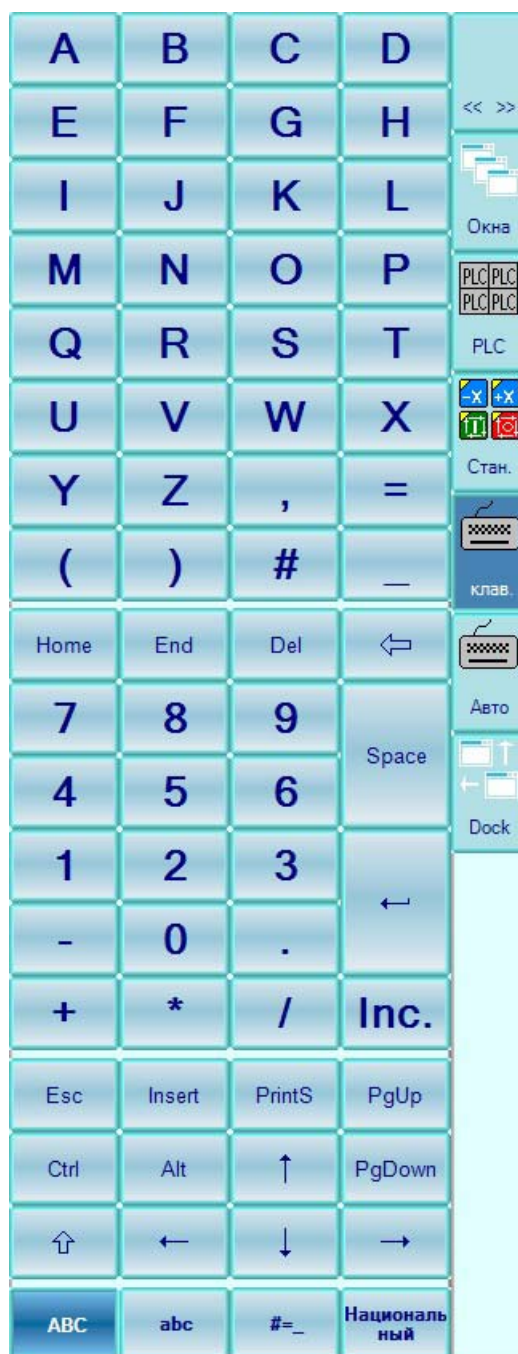 A B C D
E F G H
I J K L
M N O P
Q R S T
U V W X
Y Z , =
( ) # _
Home End Del ⇦
7 8 9
Space
4 5 6
1 2 3
↵
- 0 .
+ * / Inc.
Esc Insert PrintS PgUp
Ctrl Alt ↑ PgDown
⇧ ← ↓ →
ABC abc #=_ Националь
ный
<< >>
Окна
PLC PLC
PLC PLC
PLC
-X +X
Стан.
клав.
Авто
Dock